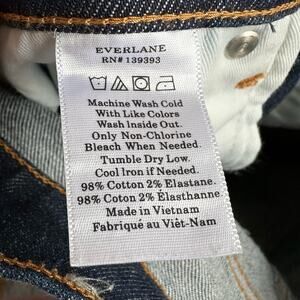 EVERLANE
RN# 139393
Machine Wash Cold
With Like Colors
Wash Inside Out.
Only Non-Chlorine
Bleach When Needed.
Tumble Dry Low.
Cool Iron if Needed.
98% Cotton 2% Elastane.
98% Coton 2% Élasthanne.
Made in Vietnam
Fabriqué au Viêt-Nam